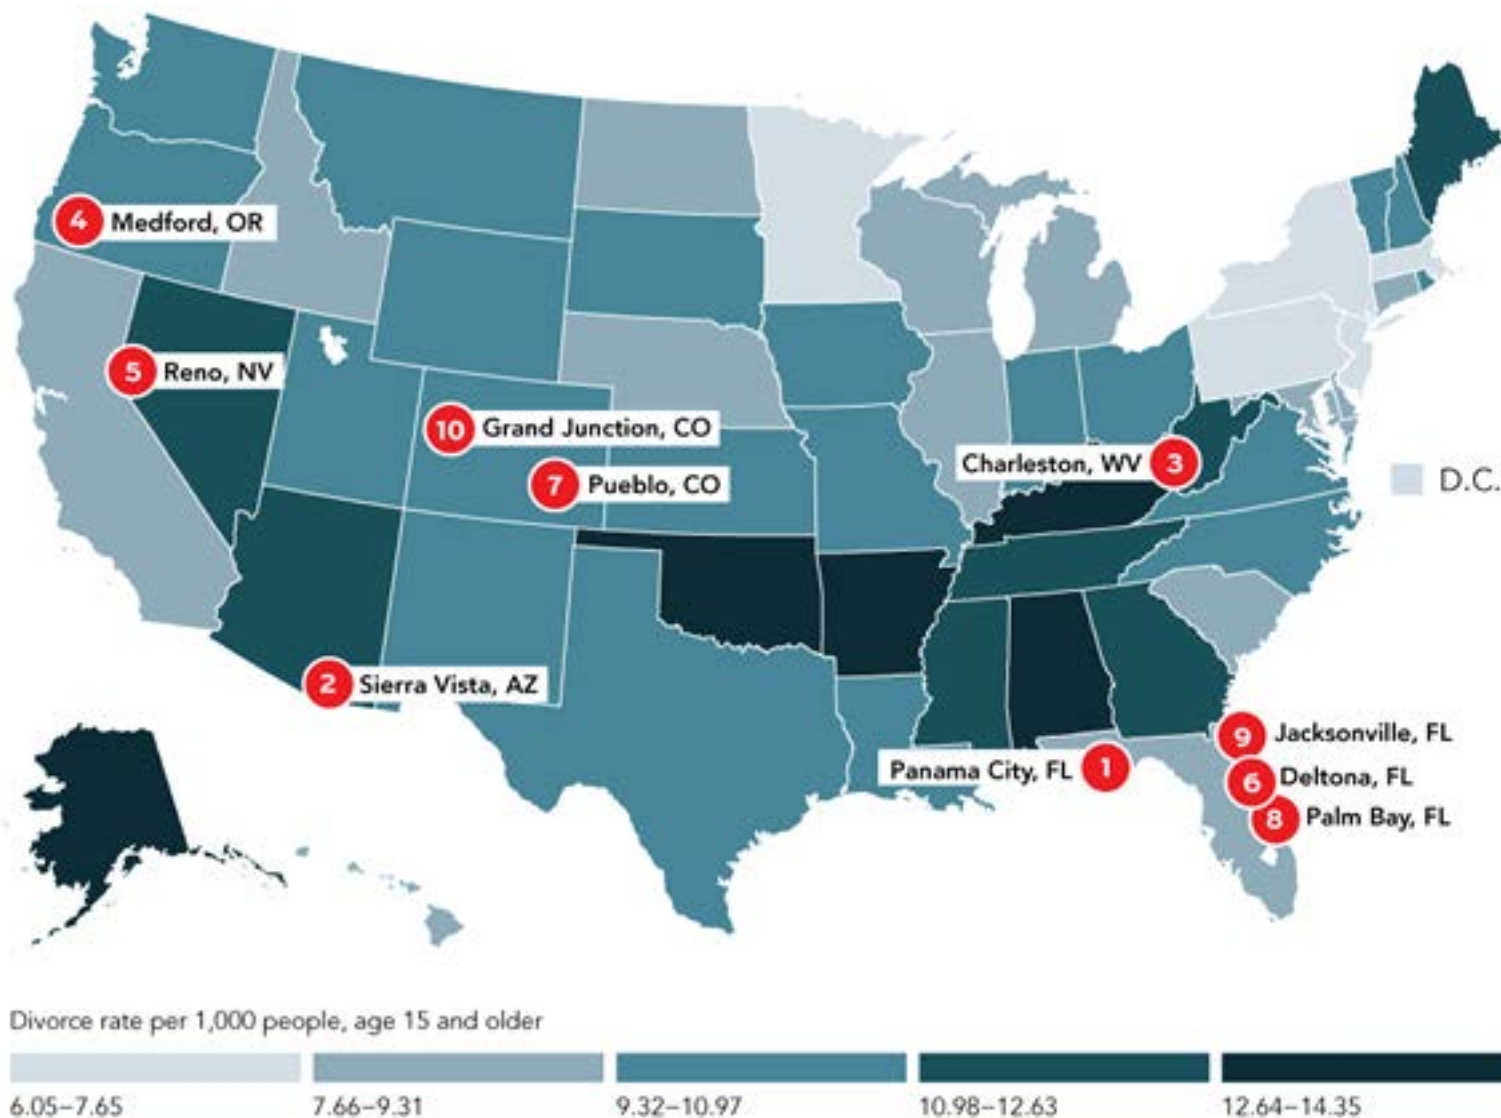 4 Medford, OR
5 Reno, NV
10 Grand Junction, CO
Charleston, WV 3
D.C.
7 Pueblo, CO
2 Sierra Vista, AZ
9 Jacksonville, FL
Panama City, FL 1
6 Deltona, FL
8 Palm Bay, FL
Divorce rate per 1,000 people, age 15 and older
6.05–7.65 7.66–9.31 9.32–10.97 10.98–12.63 12.64–14.35